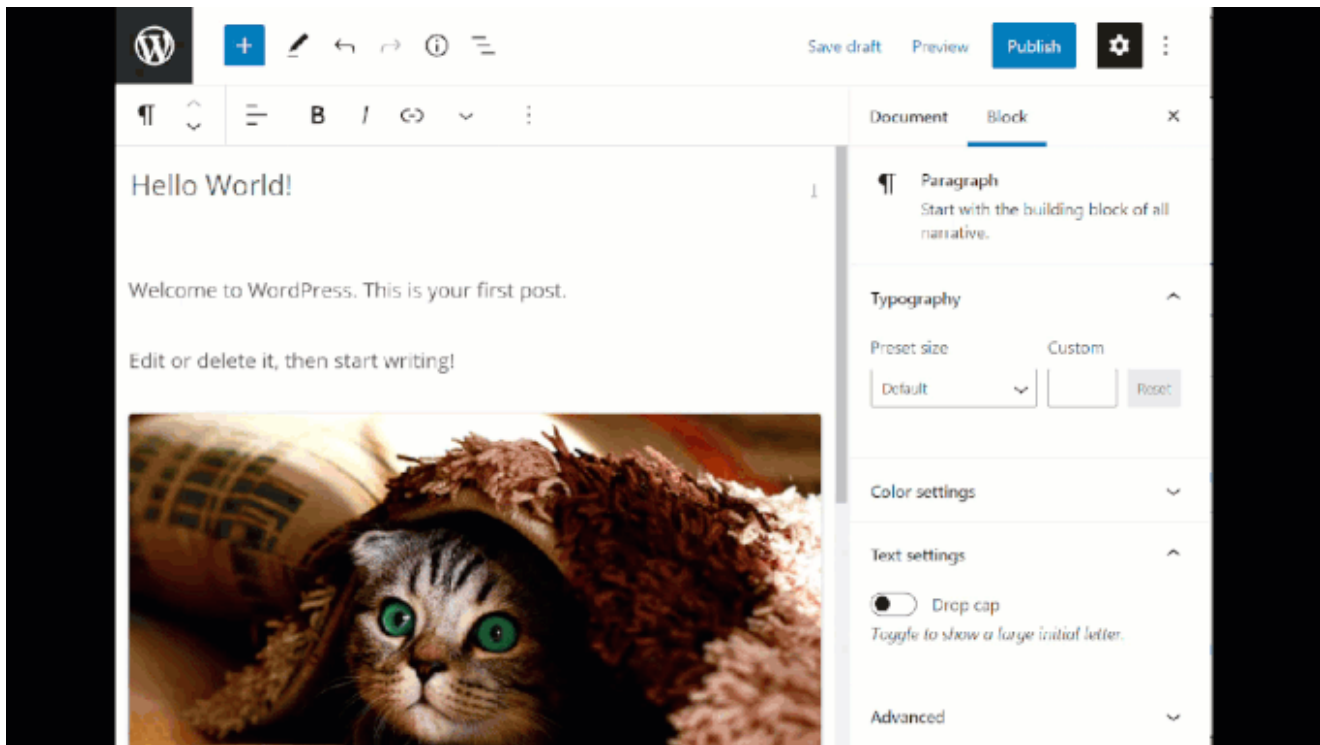 Save draft Preview Publish
B I
Document Block
Hello World!
Paragraph
Start with the building block of all
narrative.
Welcome to WordPress. This is your first post.
Typography
Preset size Custom
Edit or delete it, then start writing!
Default Reset
Color settings
Text settings
Drop cap
Toggle to show a large initial letter.
Advanced